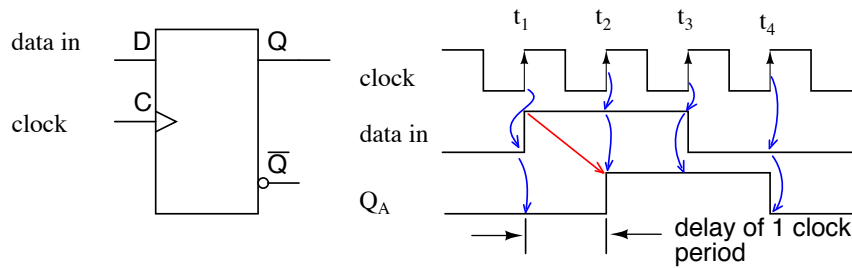 data in
D
Q
C
clock
Q
t1
t2
t3
t4
clock
data in
QA
delay of 1 clock
period